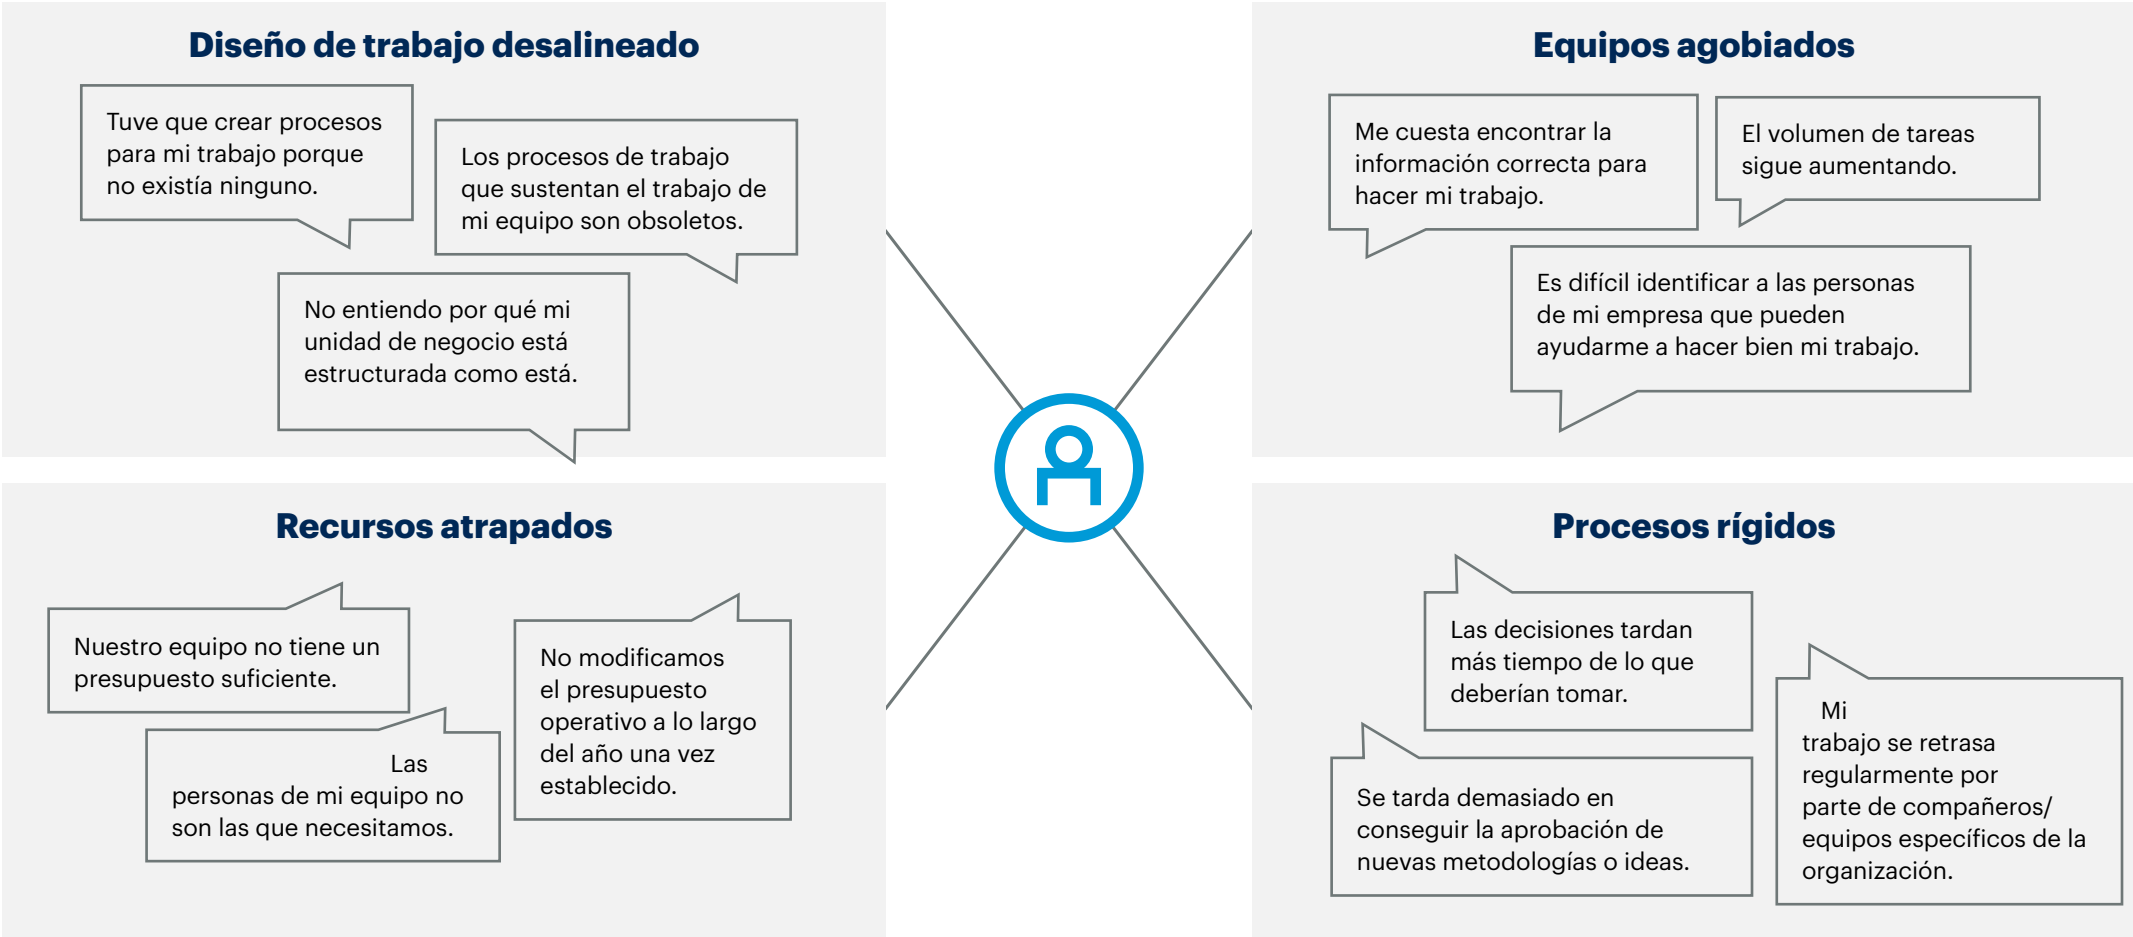 Diseño de trabajo desalineado
Tuve que crear procesos
para mi trabajo porque
no existía ninguno.
Los procesos de trabajo
que sustentan el trabajo de
mi equipo son obsoletos.
No entiendo por qué mi
unidad de negocio está
estructurada como está.
Equipos agobiados
Me cuesta encontrar la
información correcta para
hacer mi trabajo.
El volumen de tareas
sigue aumentando.
Es difícil identificar a las personas
de mi empresa que pueden
ayudarme a hacer bien mi trabajo.
Recursos atrapados
Nuestro equipo no tiene un
presupuesto suficiente.
Las
personas de mi equipo no
son las que necesitamos.
No modificamos
el presupuesto
operativo a lo largo
del año una vez
establecido.
Procesos rígidos
Las decisiones tardan
más tiempo de lo que
deberían tomar.
Se tarda demasiado en
conseguir la aprobación de
nuevas metodologías o ideas.
Mi
trabajo se retrasa
regularmente por
parte de compañeros/
equipos específicos de la
organización.